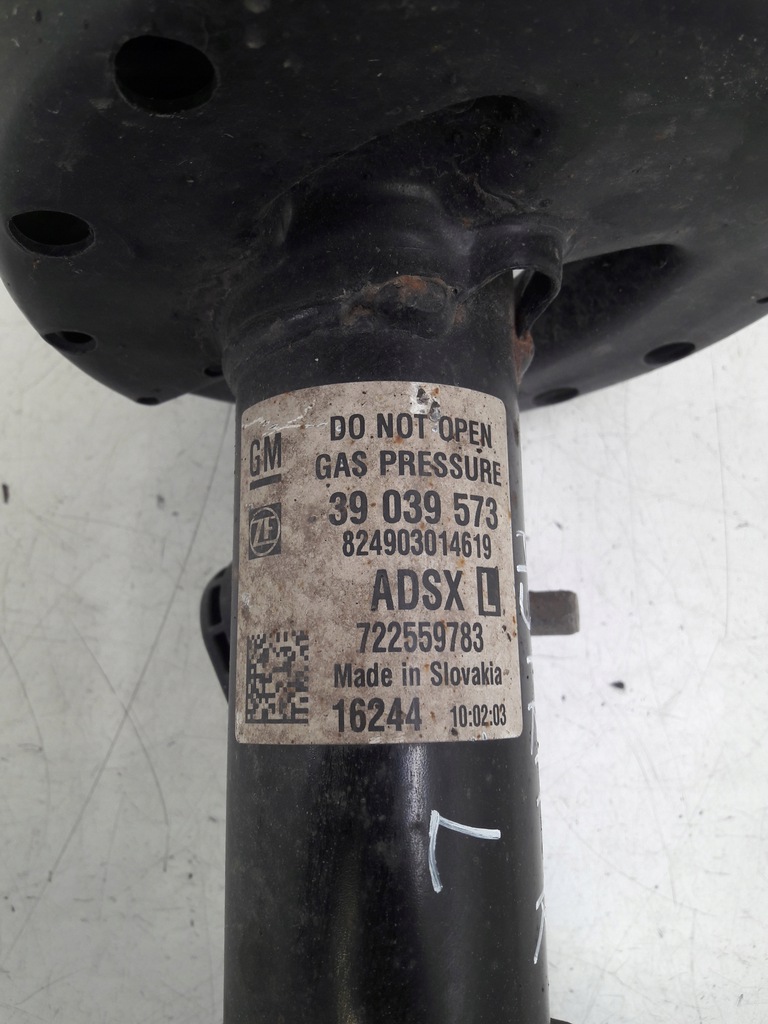 DO NOT OPEN
GM
GAS PRESSURE
39 039 573
ZF
824903014619
ADSX L
722559783
Made in Slovakia
16244 10:02:03
L